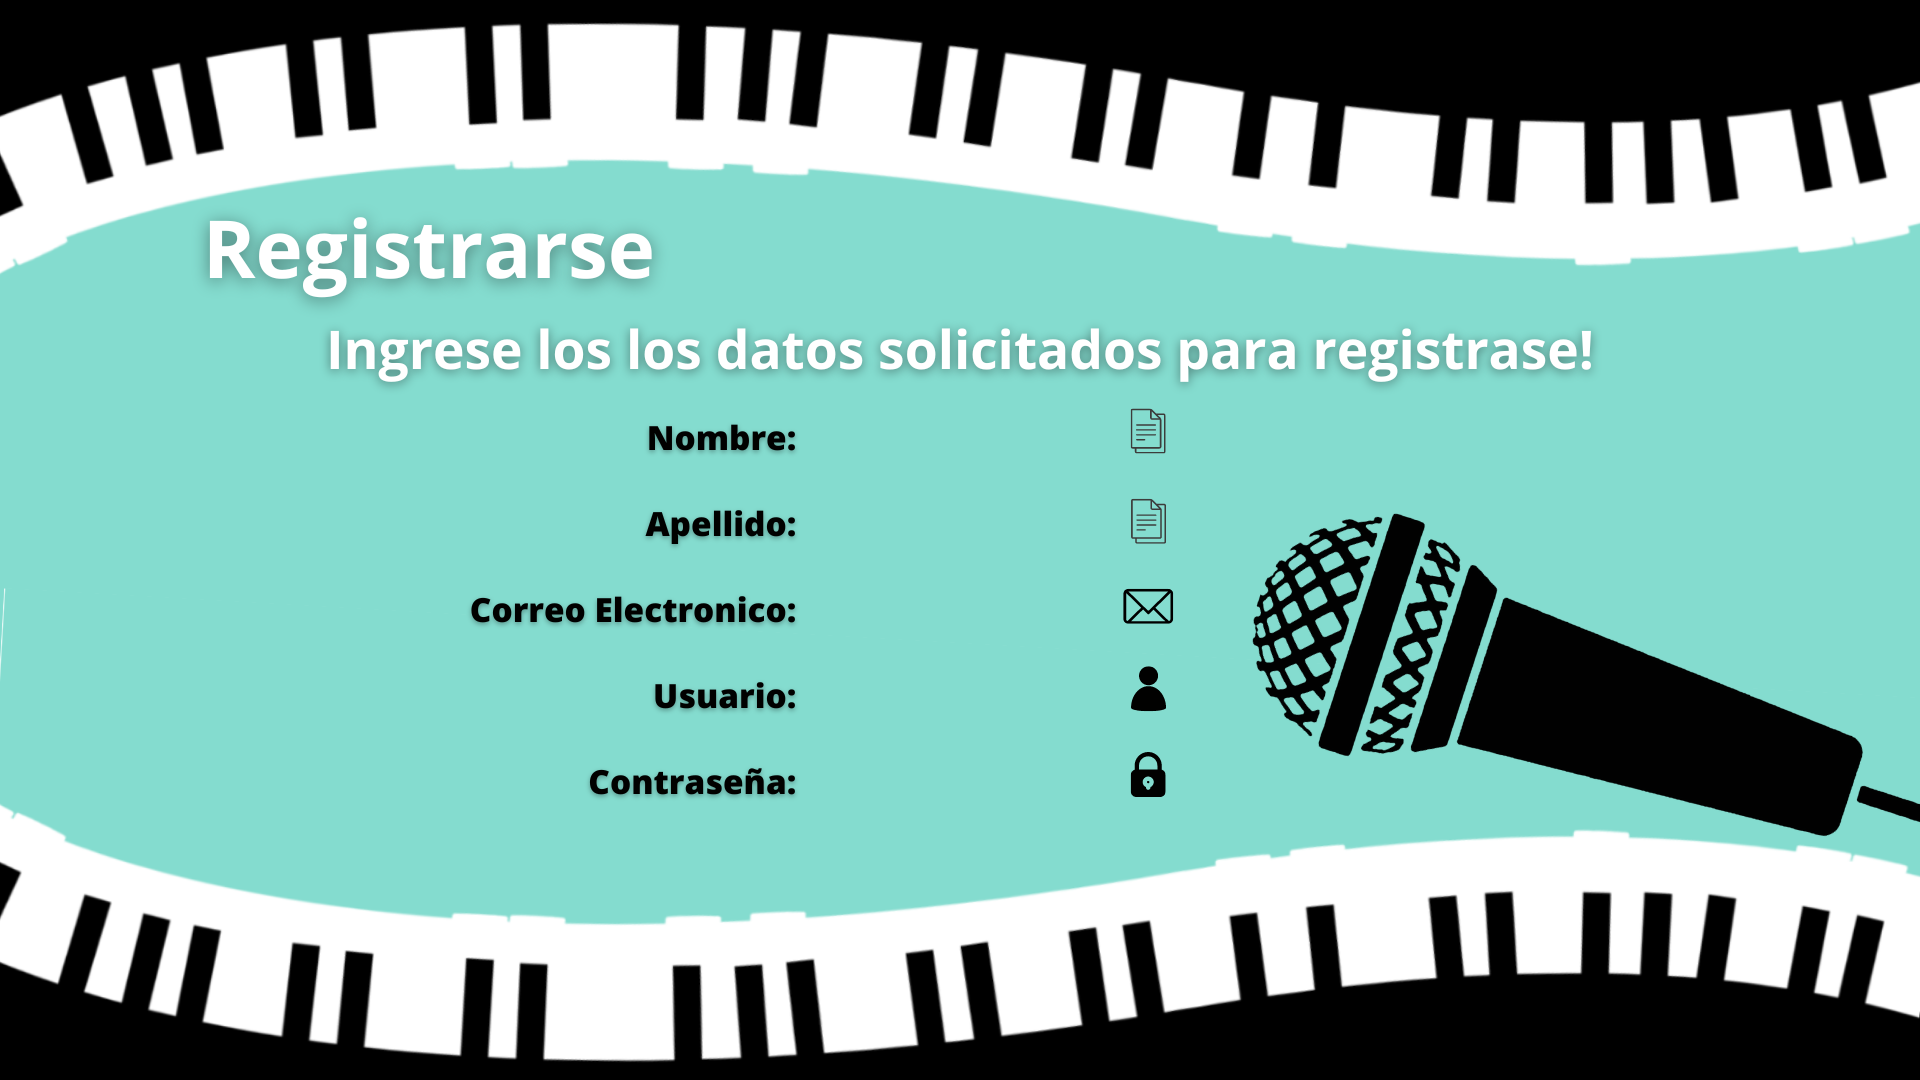 Registrarse
Ingrese los los datos solicitados para registrase!
Nombre:
Apellido:
Correo Electronico:
Usuario:
Contraseña: